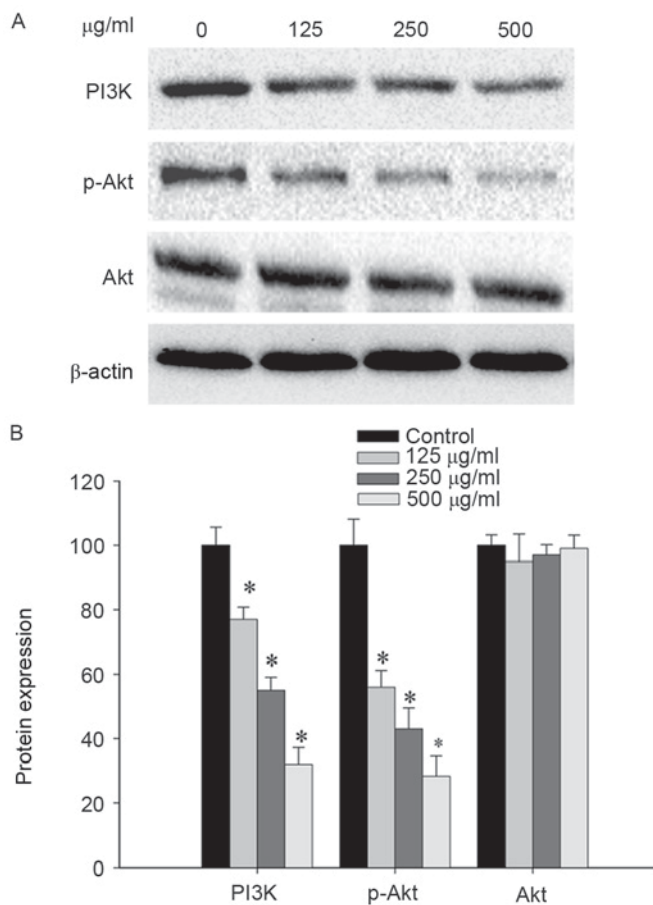 A
μg/ml 0 125 250 500
PI3K
p-Akt
Akt
β-actin
B
Control
125 μg/ml
250 μg/ml
500 μg/ml
120
100
80
60
40
20
0
Protein expression
* * *
* * *
PI3K p-Akt Akt